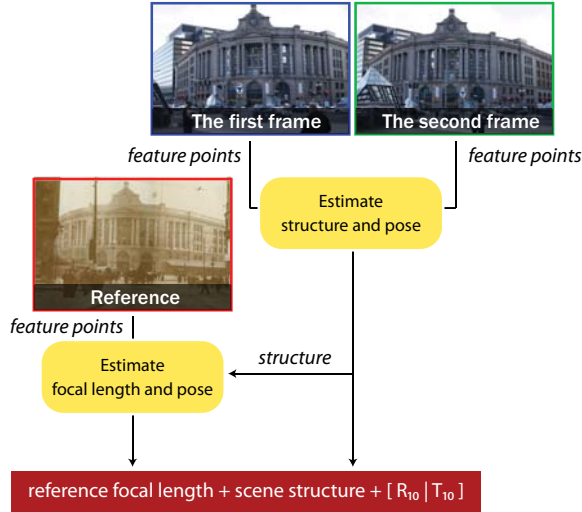 The first frame
The second frame
feature points
feature points
Estimate
structure and pose
Reference
feature points
structure
Estimate
focal length and pose
reference focal length + scene structure + [ R₁₀ | T₁₀ ]